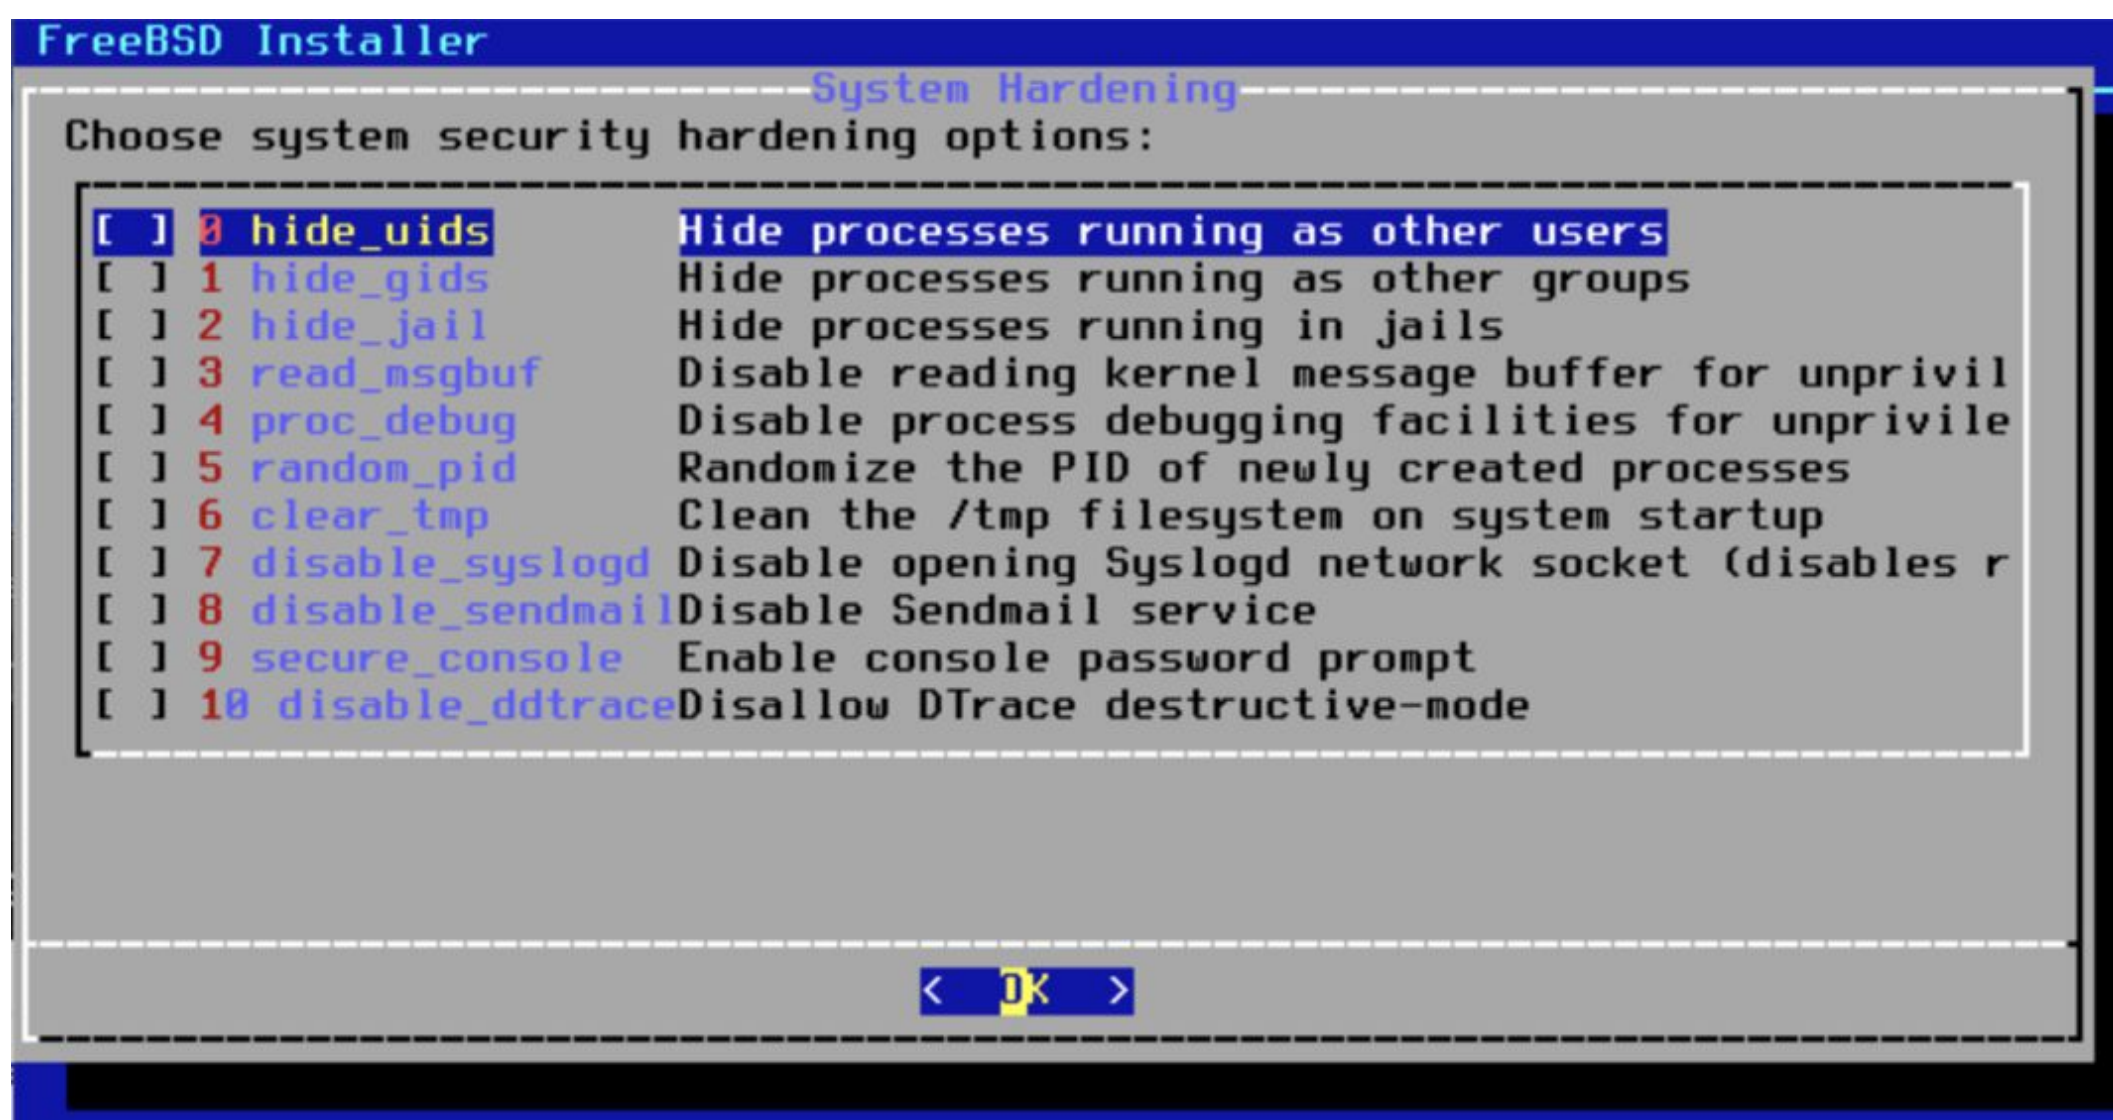 FreeBSD Installer
System Hardening
Choose system security hardening options:
[ ] 0 hide_uids Hide processes running as other users
[ ] 1 hide_gids Hide processes running as other groups
[ ] 2 hide_jail Hide processes running in jails
[ ] 3 read_msgbuf Disable reading kernel message buffer for unprivil
[ ] 4 proc_debug Disable process debugging facilities for unprivile
[ ] 5 random_pid Randomize the PID of newly created processes
[ ] 6 clear_tmp Clean the /tmp filesystem on system startup
[ ] 7 disable_syslogd Disable opening Syslogd network socket (disables r
[ ] 8 disable_sendmail Disable Sendmail service
[ ] 9 secure_console Enable console password prompt
[ ] 10 disable_ddtrace Disallow DTrace destructive-mode
< OK >